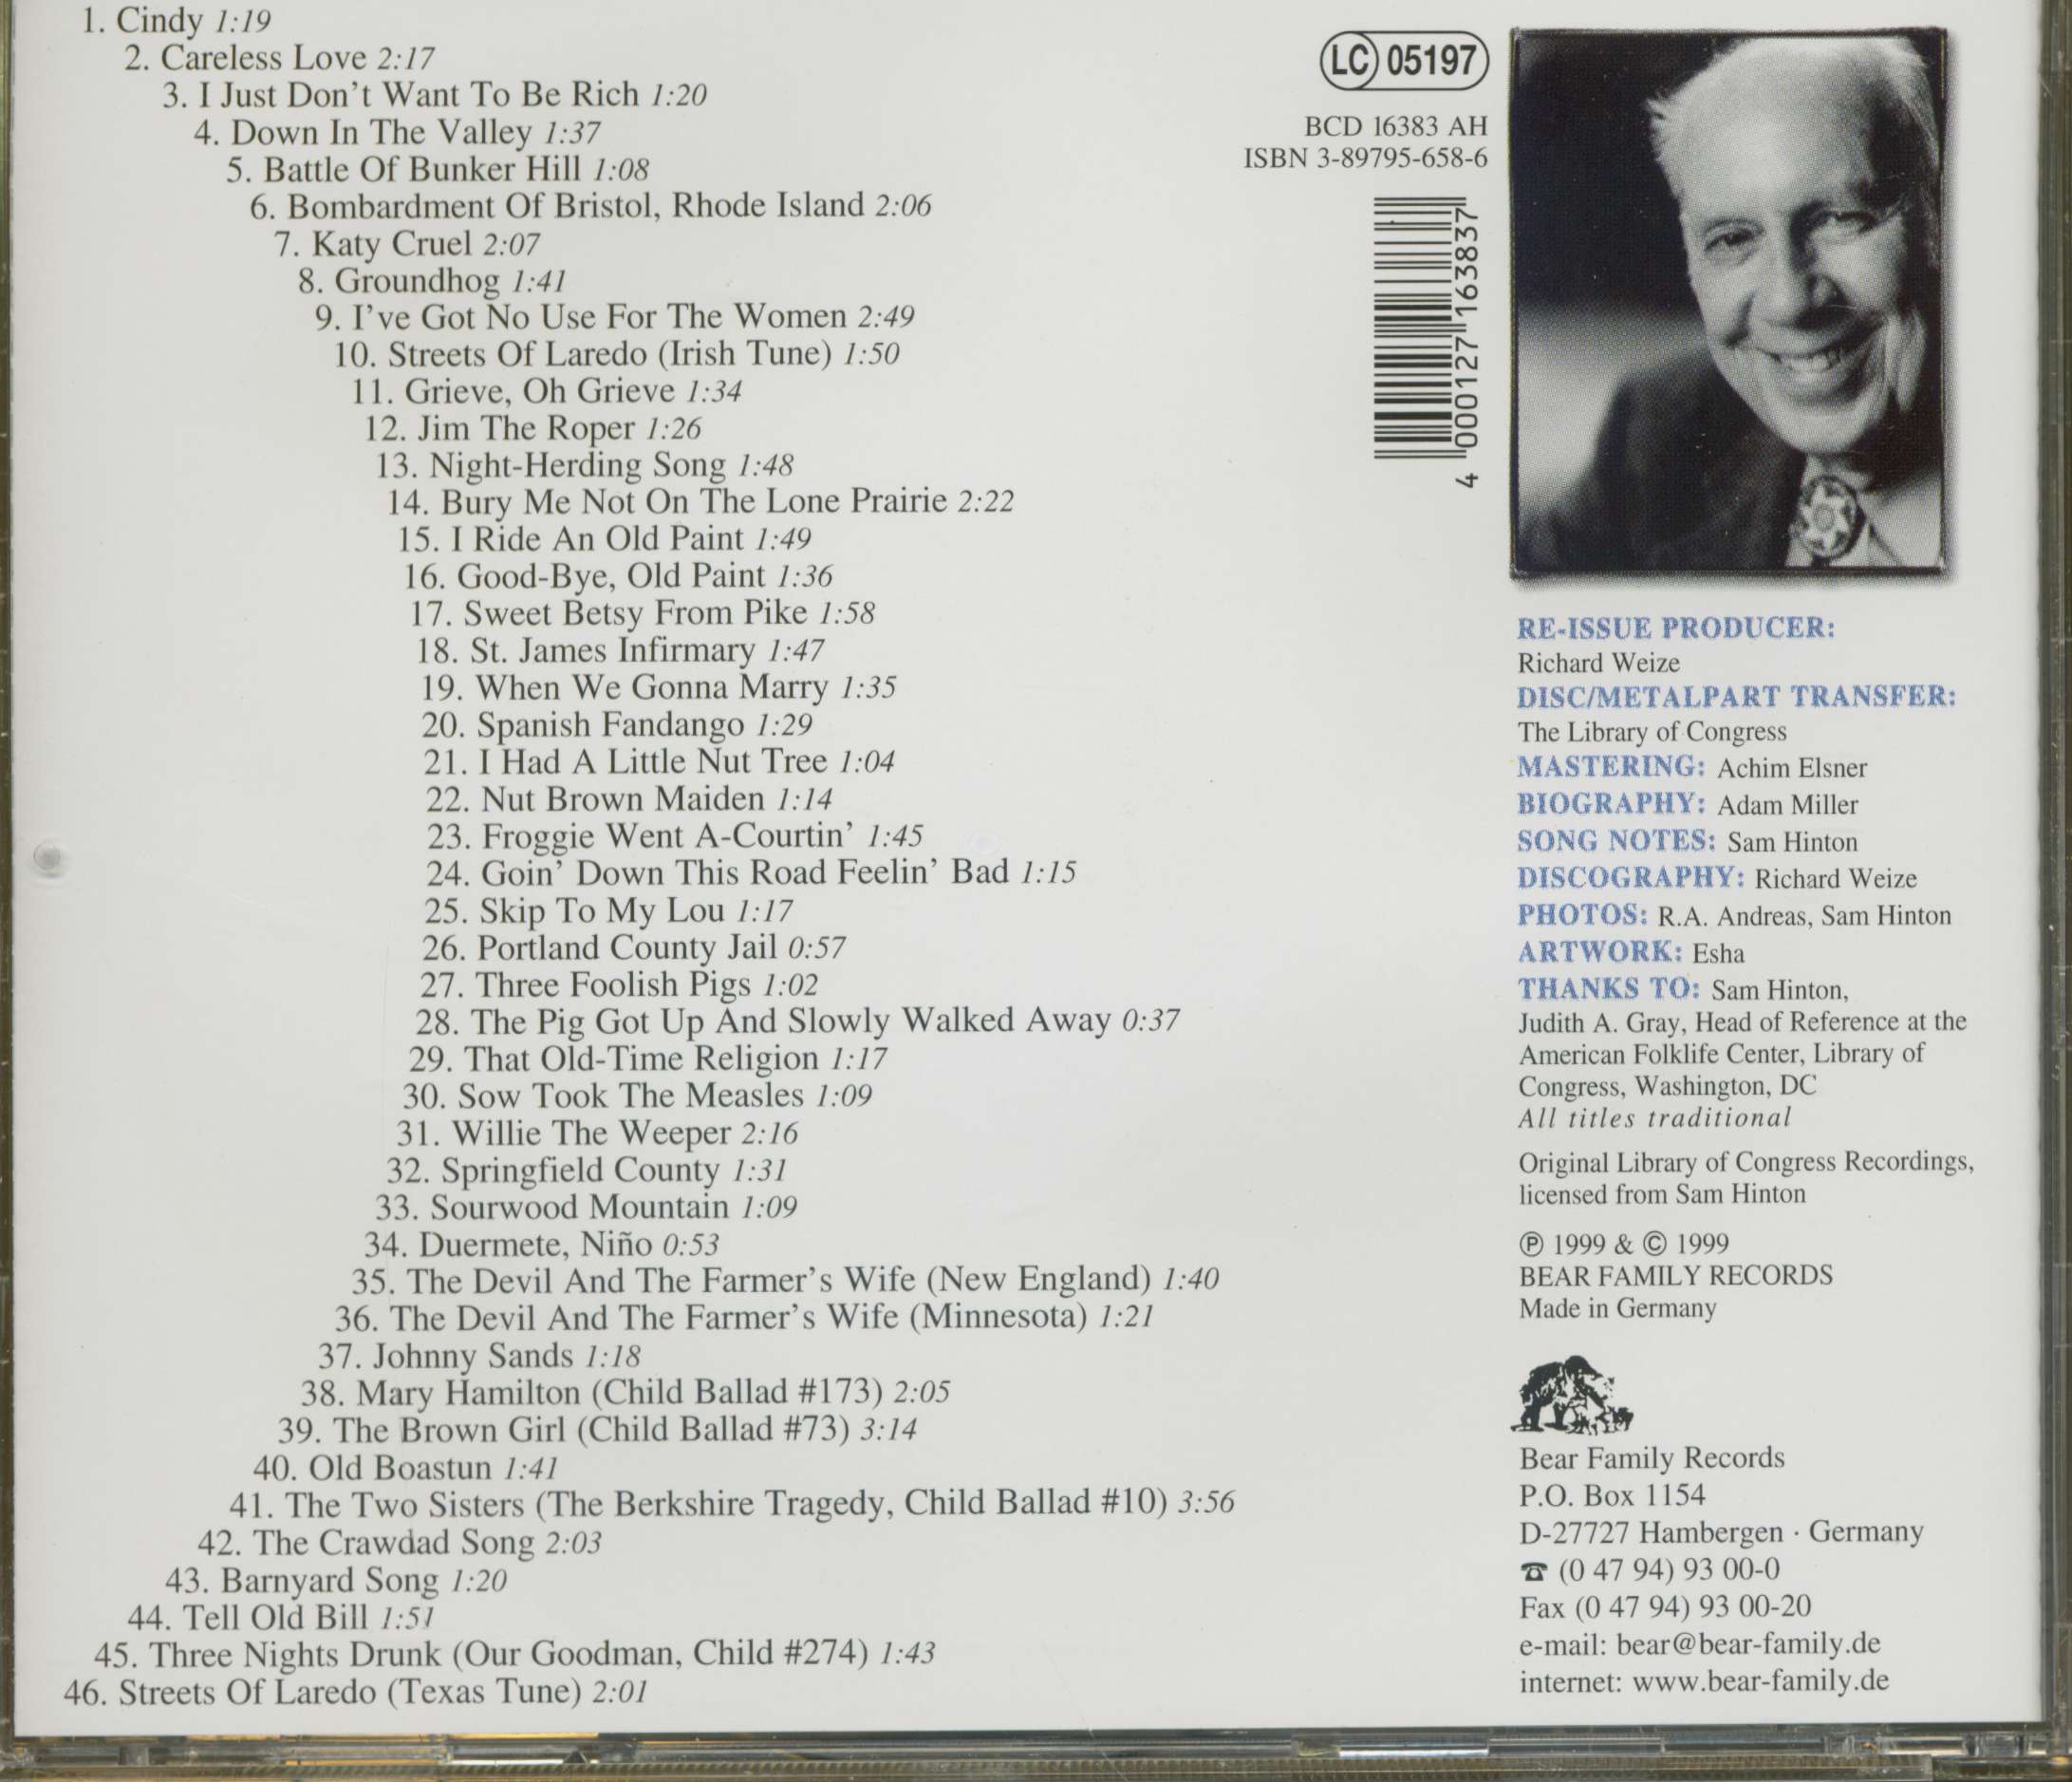 1. Cindy 1:19
2. Careless Love 2:17
3. I Just Don't Want To Be Rich 1:20
4. Down In The Valley 1:37
5. Battle Of Bunker Hill 1:08
6. Bombardment Of Bristol, Rhode Island 2:06
7. Katy Cruel 2:07
8. Groundhog 1:41
9. I've Got No Use For The Women 2:49
10. Streets Of Laredo (Irish Tune) 1:50
11. Grieve, Oh Grieve 1:34
12. Jim The Roper 1:26
13. Night-Herding Song 1:48
14. Bury Me Not On The Lone Prairie 2:22
15. I Ride An Old Paint 1:49
16. Good-Bye, Old Paint 1:36
17. Sweet Betsy From Pike 1:58
18. St. James Infirmary 1:47
19. When We Gonna Marry 1:35
20. Spanish Fandango 1:29
21. I Had A Little Nut Tree 1:04
22. Nut Brown Maiden 1:14
23. Froggie Went A-Courtin' 1:45
24. Goin' Down This Road Feelin' Bad 1:15
25. Skip To My Lou 1:17
26. Portland County Jail 0:57
27. Three Foolish Pigs 1:02
28. The Pig Got Up And Slowly Walked Away 0:37
29. That Old-Time Religion 1:17
30. Sow Took The Measles 1:09
31. Willie The Weeper 2:16
32. Springfield County 1:31
33. Sourwood Mountain 1:09
34. Duermete, Niño 0:53
35. The Devil And The Farmer's Wife (New England) 1:40
36. The Devil And The Farmer's Wife (Minnesota) 1:21
37. Johnny Sands 1:18
38. Mary Hamilton (Child Ballad #173) 2:05
39. The Brown Girl (Child Ballad #73) 3:14
40. Old Boastun 1:41
41. The Two Sisters (The Berkshire Tragedy, Child Ballad #10) 3:56
42. The Crawdad Song 2:03
43. Barnyard Song 1:20
44. Tell Old Bill 1:51
45. Three Nights Drunk (Our Goodman, Child #274) 1:43
46. Streets Of Laredo (Texas Tune) 2:01
LC 05197
BCD 16383 AH
ISBN 3-89795-658-6
4 000127 163837
RE-ISSUE PRODUCER:
Richard Weize
DISC/METALPART TRANSFER:
The Library of Congress
MASTERING: Achim Elsner
BIOGRAPHY: Adam Miller
SONG NOTES: Sam Hinton
DISCOGRAPHY: Richard Weize
PHOTOS: R.A. Andreas, Sam Hinton
ARTWORK: Esha
THANKS TO: Sam Hinton,
Judith A. Gray, Head of Reference at the
American Folklife Center, Library of
Congress, Washington, DC
All titles traditional
Original Library of Congress Recordings,
licensed from Sam Hinton
℗ 1999 & © 1999
BEAR FAMILY RECORDS
Made in Germany
Bear Family Records
P.O. Box 1154
D-27727 Hambergen · Germany
☎ (0 47 94) 93 00-0
Fax (0 47 94) 93 00-20
e-mail: bear@bear-family.de
internet: www.bear-family.de